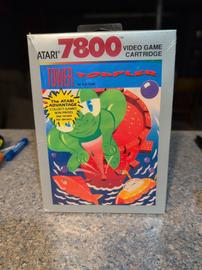 ATARI 7800 VIDEO GAME
CARTRIDGE
TOWER TOPPLER
The ATARI
ADVANTAGE